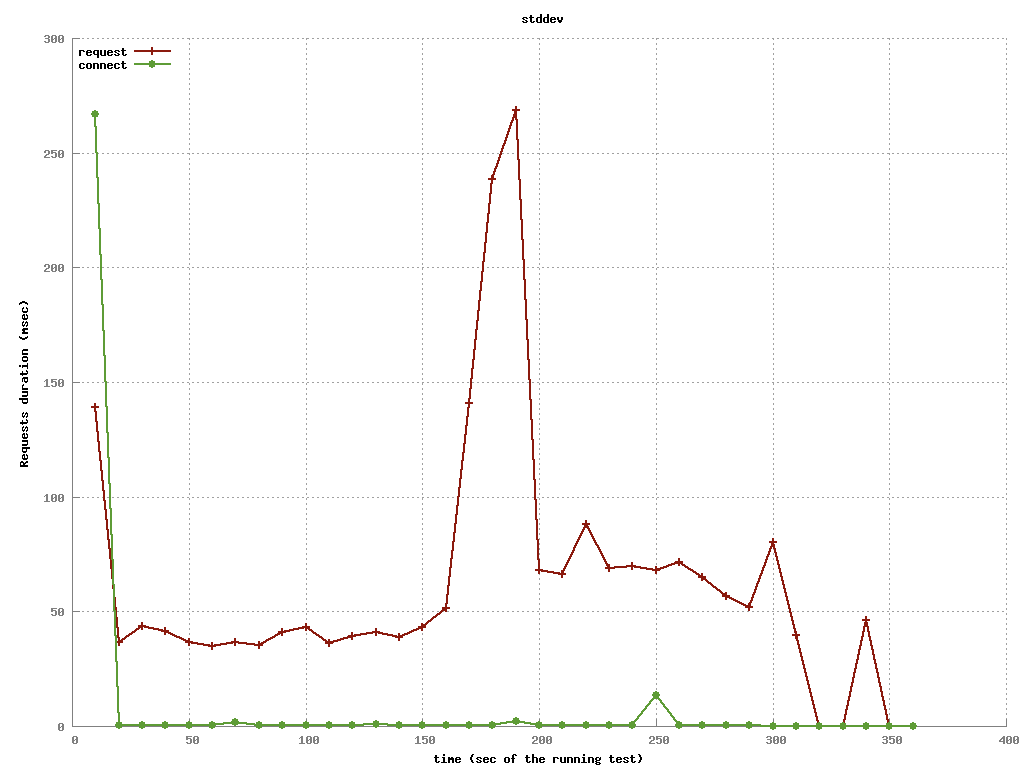 stddev
request
connect
300
250
200
150
100
50
0
Requests duration (msec)
0 50 100 150 200 250 300 350 400
time (sec of the running test)